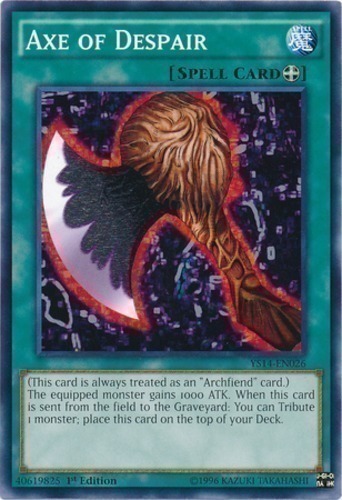 AXE OF DESPAIR
魔
[SPELL CARD]
YS14-EN026
(This card is always treated as an "Archfiend" card.)
The equipped monster gains 1000 ATK. When this card
is sent from the field to the Graveyard: You can Tribute
1 monster; place this card on the top of your Deck.
40619825 1st Edition ©1996 KAZUKI TAKAHASHI